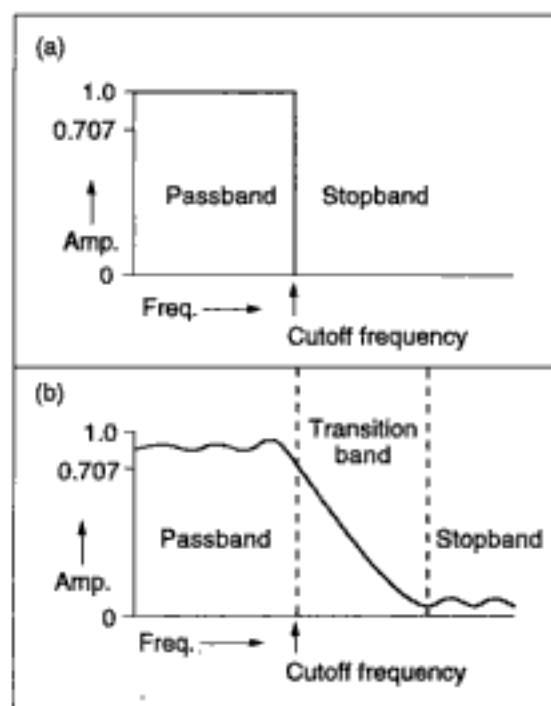 (a)
1.0
0.707
Passband Stopband
Amp.
0
Freq.
Cutoff frequency
(b)
1.0
Transition
band
0.707
Passband Stopband
Amp.
0
Freq.
Cutoff frequency